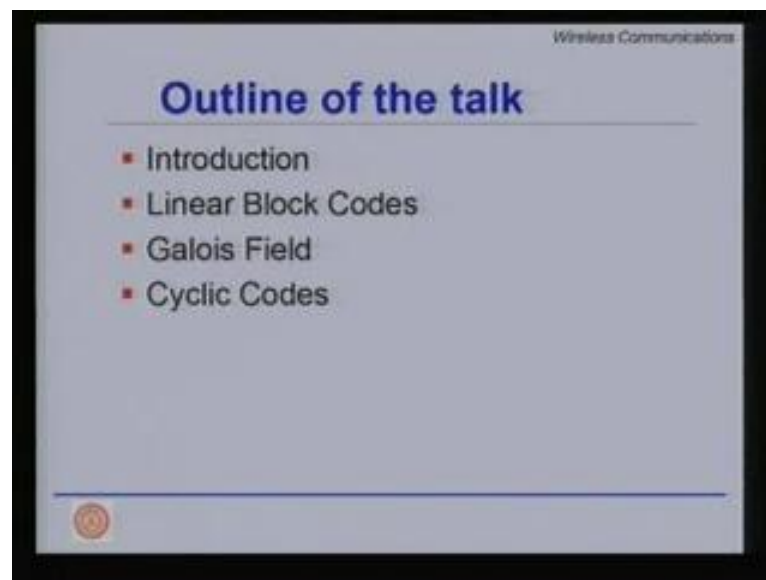 Wireless Communications
Outline of the talk
Introduction
Linear Block Codes
Galois Field
Cyclic Codes